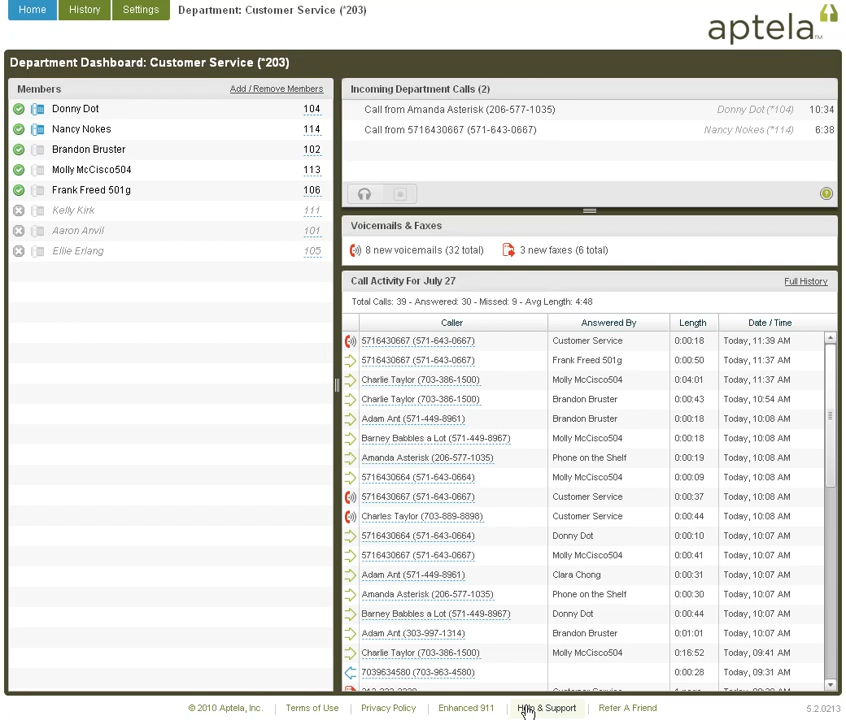 Home History Settings Department: Customer Service (*203)
aptela™
Department Dashboard: Customer Service (*203)
Members Add / Remove Members
Donny Dot 104
Nancy Nokes 114
Brandon Bruster 102
Molly McCisco504 113
Frank Freed 501g 106
Kelly Kirk 111
Aaron Anvil 101
Ellie Erlang 105
Incoming Department Calls (2)
Call from Amanda Asterisk (206-577-1035) Donny Dot (*104) 10:34
Call from 5716430667 (571-643-0667) Nancy Nokes (*114) 6:38
Voicemails & Faxes
8 new voicemails (32 total) 3 new faxes (6 total)
Call Activity For July 27 Full History
Total Calls: 39 - Answered: 30 - Missed: 9 - Avg Length: 4:48
Caller Answered By Length Date / Time
5716430667 (571-643-0667) Customer Service 0:00:18 Today, 11:39 AM
5716430667 (571-643-0667) Frank Freed 501g 0:00:50 Today, 11:37 AM
Charlie Taylor (703-386-1500) Molly McCisco504 0:04:01 Today, 11:37 AM
Charlie Taylor (703-386-1500) Brandon Bruster 0:00:43 Today, 10:54 AM
Adam Ant (571-449-8961) Brandon Bruster 0:00:18 Today, 10:08 AM
Barney Babbles a Lot (571-449-8967) Molly McCisco504 0:00:18 Today, 10:08 AM
Amanda Asterisk (206-577-1035) Phone on the Shelf 0:00:19 Today, 10:08 AM
5716430664 (571-643-0664) Molly McCisco504 0:00:09 Today, 10:08 AM
5716430667 (571-643-0667) Customer Service 0:00:37 Today, 10:08 AM
Charles Taylor (703-889-8898) Customer Service 0:00:44 Today, 10:08 AM
5716430664 (571-643-0664) Donny Dot 0:00:10 Today, 10:07 AM
5716430667 (571-643-0667) Molly McCisco504 0:00:41 Today, 10:07 AM
Adam Ant (571-449-8961) Clara Chong 0:00:31 Today, 10:07 AM
Amanda Asterisk (206-577-1035) Phone on the Shelf 0:00:30 Today, 10:07 AM
Barney Babbles a Lot (571-449-8967) Donny Dot 0:00:44 Today, 10:07 AM
Adam Ant (303-997-1314) Brandon Bruster 0:01:01 Today, 10:07 AM
Charlie Taylor (703-386-1500) Molly McCisco504 0:16:52 Today, 09:41 AM
7039634580 (703-963-4580) 0:00:28 Today, 09:31 AM
© 2010 Aptela, Inc. Terms of Use Privacy Policy Enhanced 911 Help & Support Refer A Friend 5.2.0213